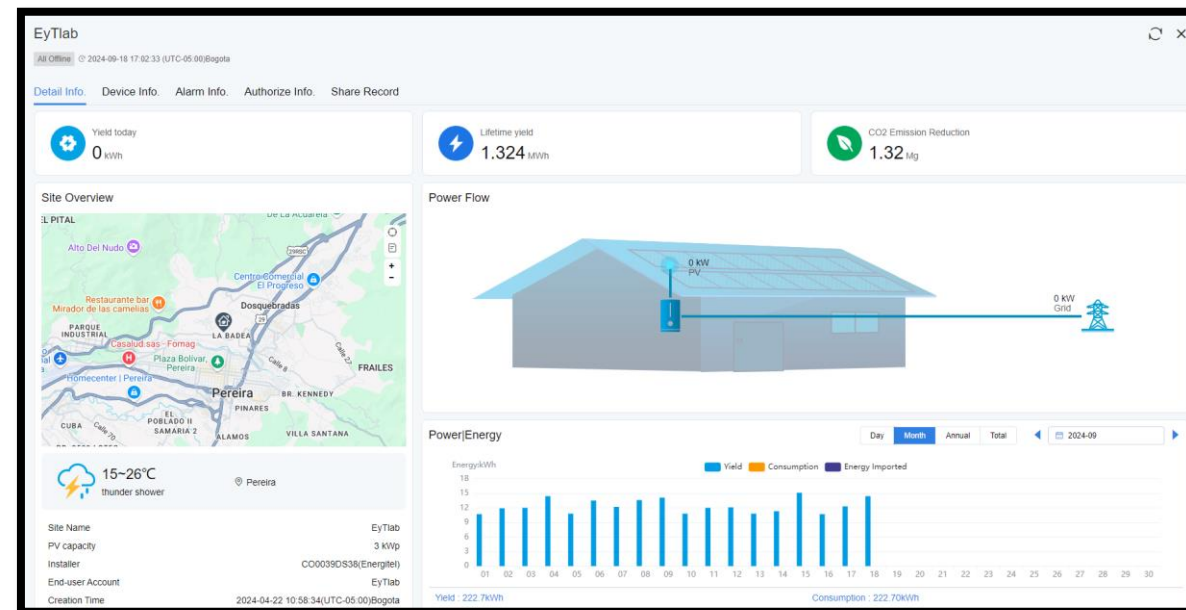 EyTlab
All Offline 2024-09-18 17:02:33 (UTC-05:00)Bogota
Detail Info. Device Info. Alarm Info. Authorize Info. Share Record
Yield today
0 kWh
Lifetime yield
1.324 MWh
CO2 Emission Reduction
1.32 Mg
Site Overview
EL PITAL
De La Acuarela
Alto Del Nudo
29RSC
Centro Comercial
El Progreso
Restaurante bar
Mirador de las camelias
Dosquebradas
PARQUE
INDUSTRIAL
29
LA BADEA
Casalud sas - Fomag
Plaza Bolívar,
Pereira
Calle 8
Calle 27
FRAILES
Homecenter | Pereira
Pereira
BR. KENNEDY
PINARES
EL
POBLADO II
SAMARIA 2
CUBA
Calle 70
ALAMOS
VILLA SANTANA
15~26°C
thunder shower
Pereira
Site Name EyTlab
PV capacity 3 kWp
Installer CO0039DS38(Energitel)
End-user Account EyTlab
Creation Time 2024-04-22 10:58:34(UTC-05:00)Bogota
Power Flow
0 kW
PV
0 kW
Grid
Power|Energy
Day Month Annual Total 2024-09
Energy/kWh
Yield Consumption Energy Imported
18
15
12
9
6
3
0
01 02 03 04 05 06 07 08 09 10 11 12 13 14 15 16 17 18 19 20 21 22 23 24 25 26 27 28 29 30
Yield : 222.7kWh Consumption : 222.70kWh